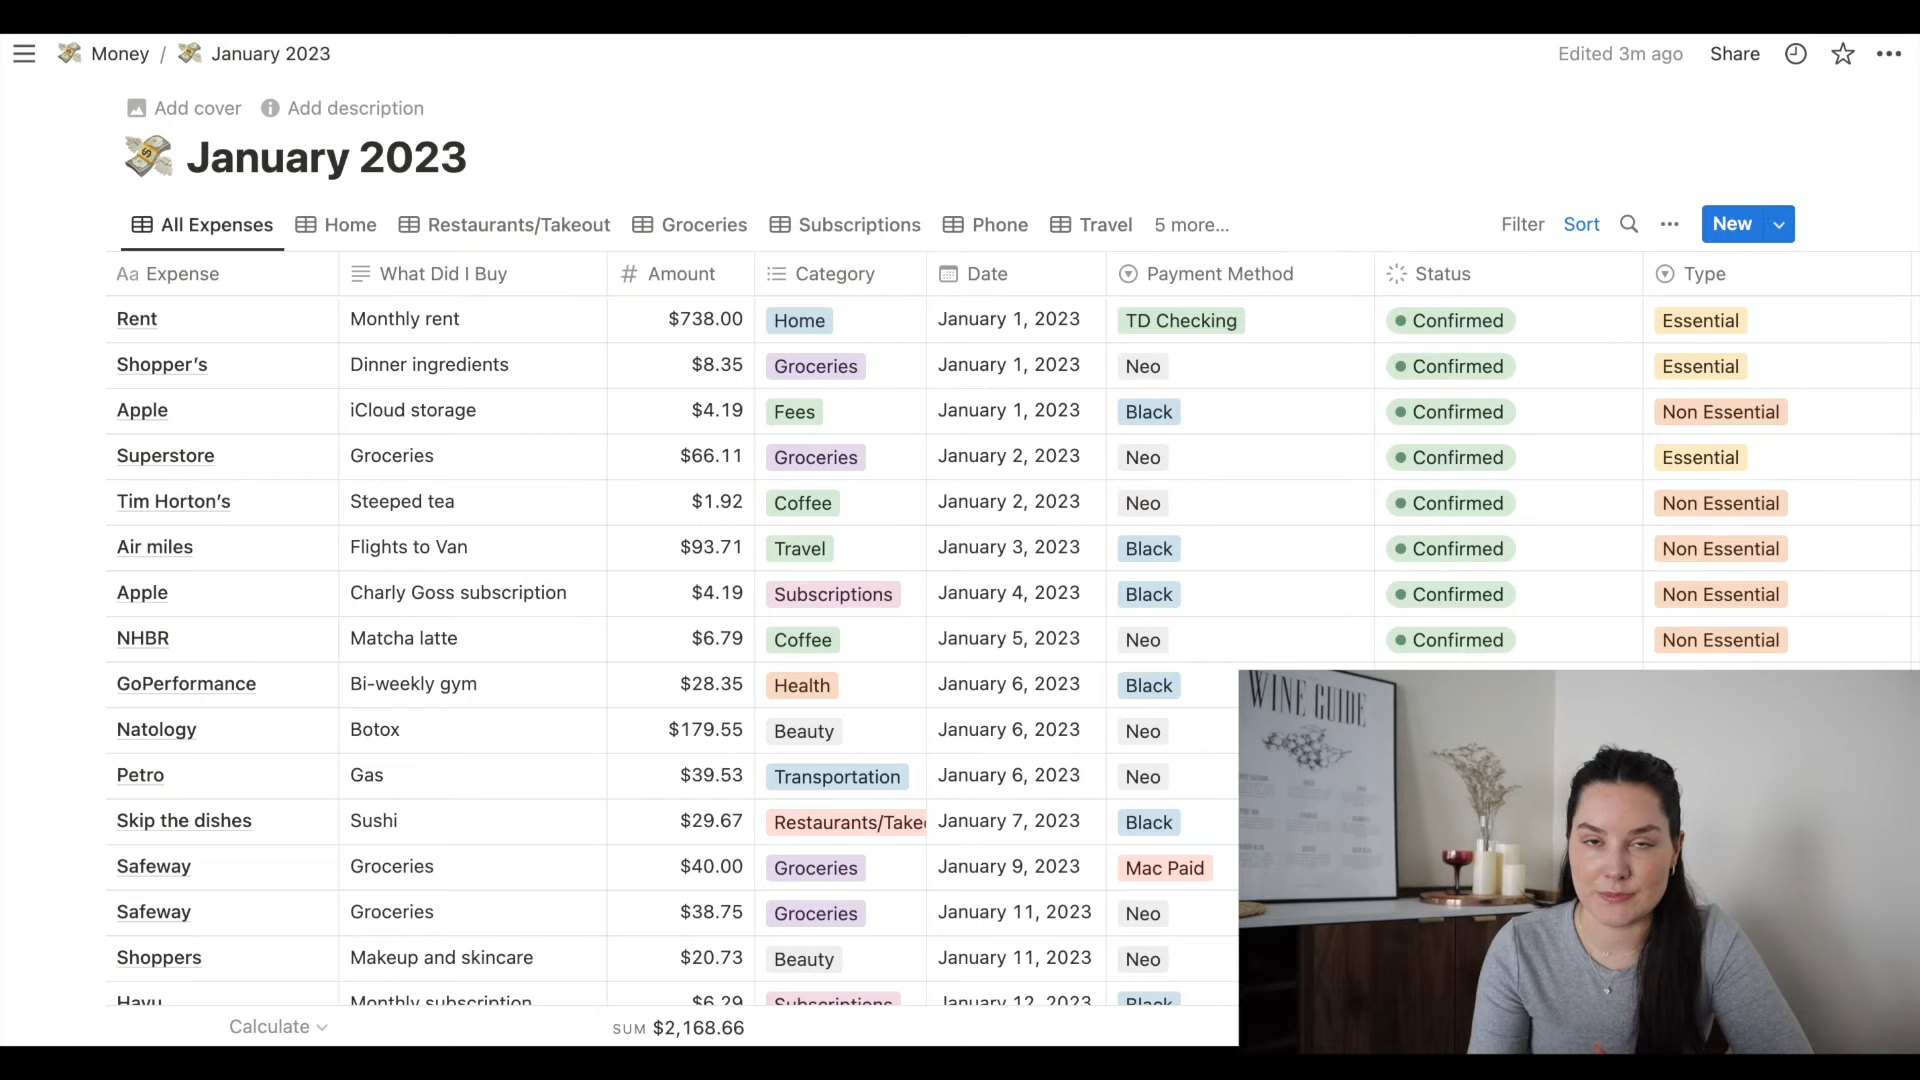 Money / January 2023 Edited 3m ago Share
Add cover Add description
January 2023
All Expenses Home Restaurants/Takeout Groceries Subscriptions Phone Travel 5 more... Filter Sort New
Aa Expense What Did I Buy # Amount Category Date Payment Method Status Type
Rent Monthly rent $738.00 Home January 1, 2023 TD Checking Confirmed Essential
Shopper's Dinner ingredients $8.35 Groceries January 1, 2023 Neo Confirmed Essential
Apple iCloud storage $4.19 Fees January 1, 2023 Black Confirmed Non Essential
Superstore Groceries $66.11 Groceries January 2, 2023 Neo Confirmed Essential
Tim Horton's Steeped tea $1.92 Coffee January 2, 2023 Neo Confirmed Non Essential
Air miles Flights to Van $93.71 Travel January 3, 2023 Black Confirmed Non Essential
Apple Charly Goss subscription $4.19 Subscriptions January 4, 2023 Black Confirmed Non Essential
NHBR Matcha latte $6.79 Coffee January 5, 2023 Neo Confirmed Non Essential
GoPerformance Bi-weekly gym $28.35 Health January 6, 2023 Black
Natology Botox $179.55 Beauty January 6, 2023 Neo
Petro Gas $39.53 Transportation January 6, 2023 Neo
Skip the dishes Sushi $29.67 Restaurants/Take January 7, 2023 Black
Safeway Groceries $40.00 Groceries January 9, 2023 Mac Paid
Safeway Groceries $38.75 Groceries January 11, 2023 Neo
Shoppers Makeup and skincare $20.73 Beauty January 11, 2023 Neo
Hayu Monthly subscription $6.29 Subscriptions January 12, 2023 Black
Calculate SUM $2,168.66
WINE GUIDE